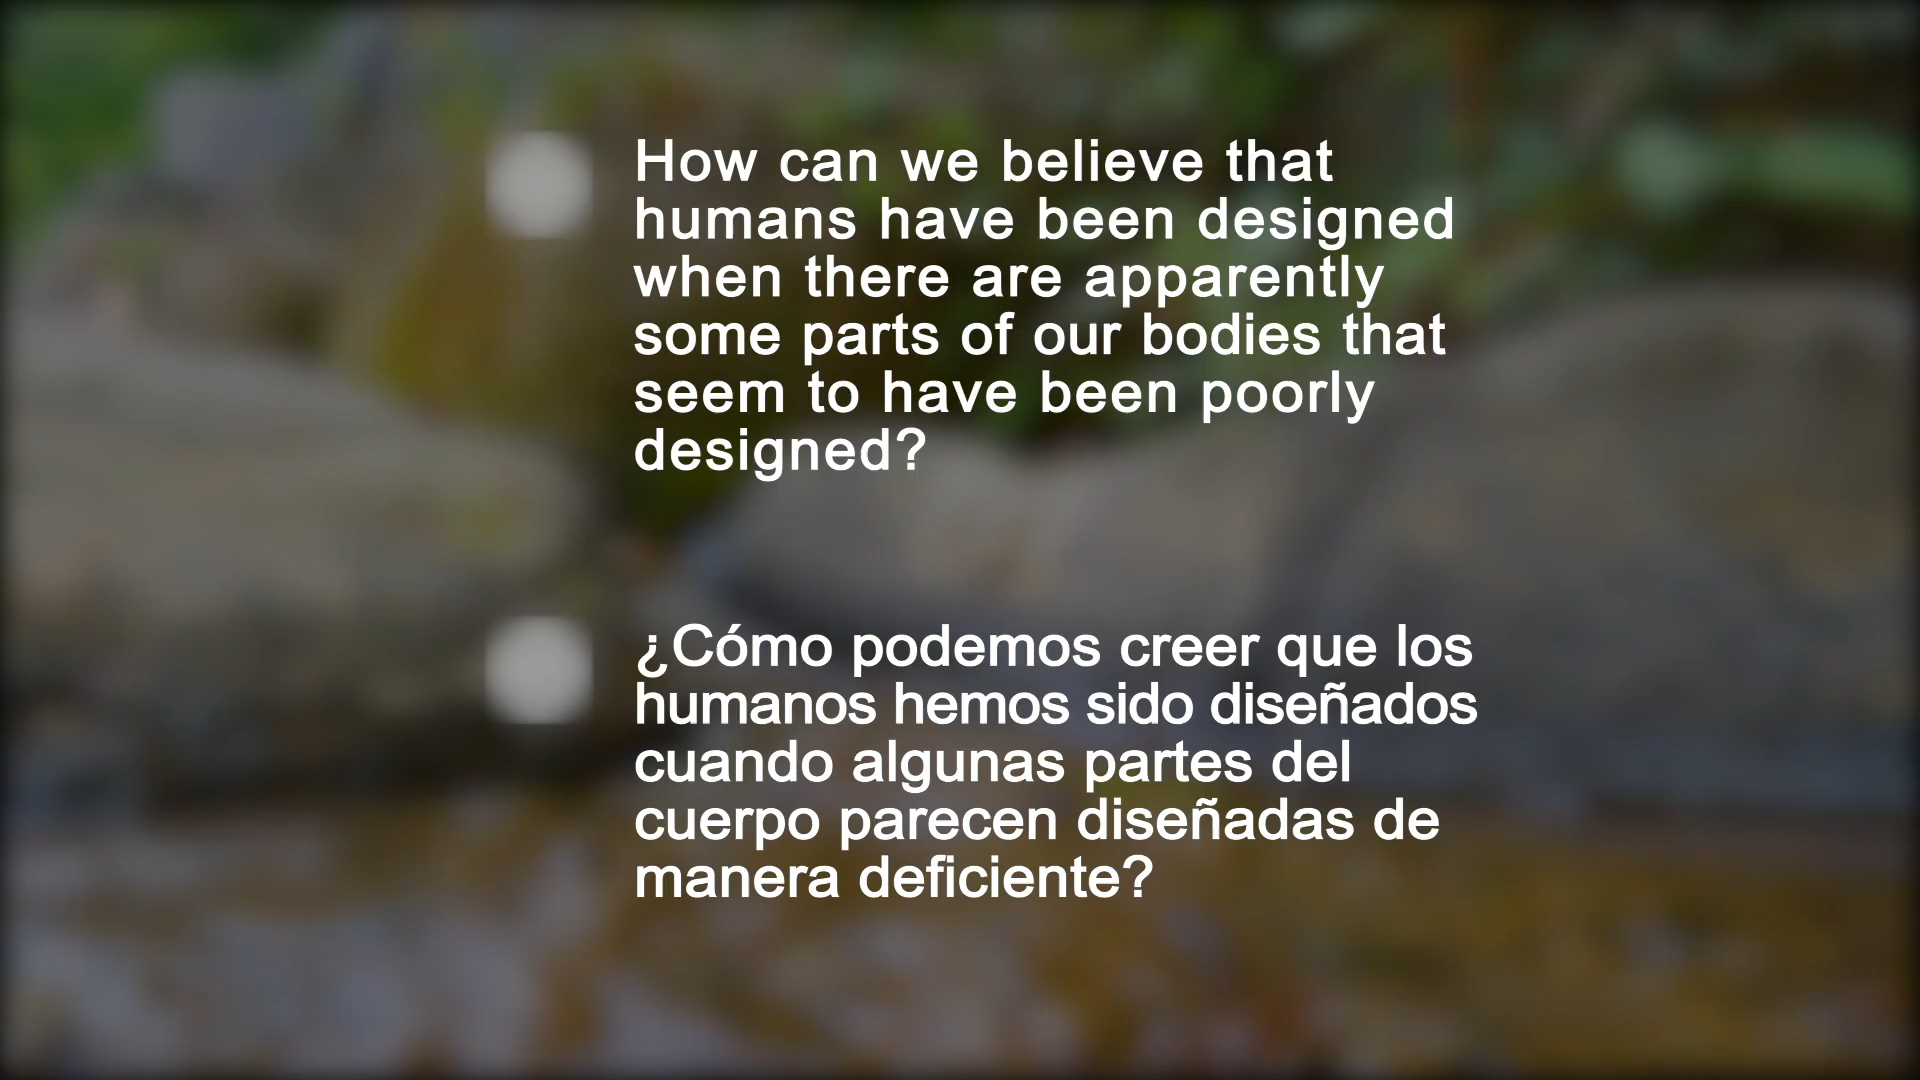 How can we believe that
humans have been designed
when there are apparently
some parts of our bodies that
seem to have been poorly
designed?
¿Cómo podemos creer que los
humanos hemos sido diseñados
cuando algunas partes del
cuerpo parecen diseñadas de
manera deficiente?